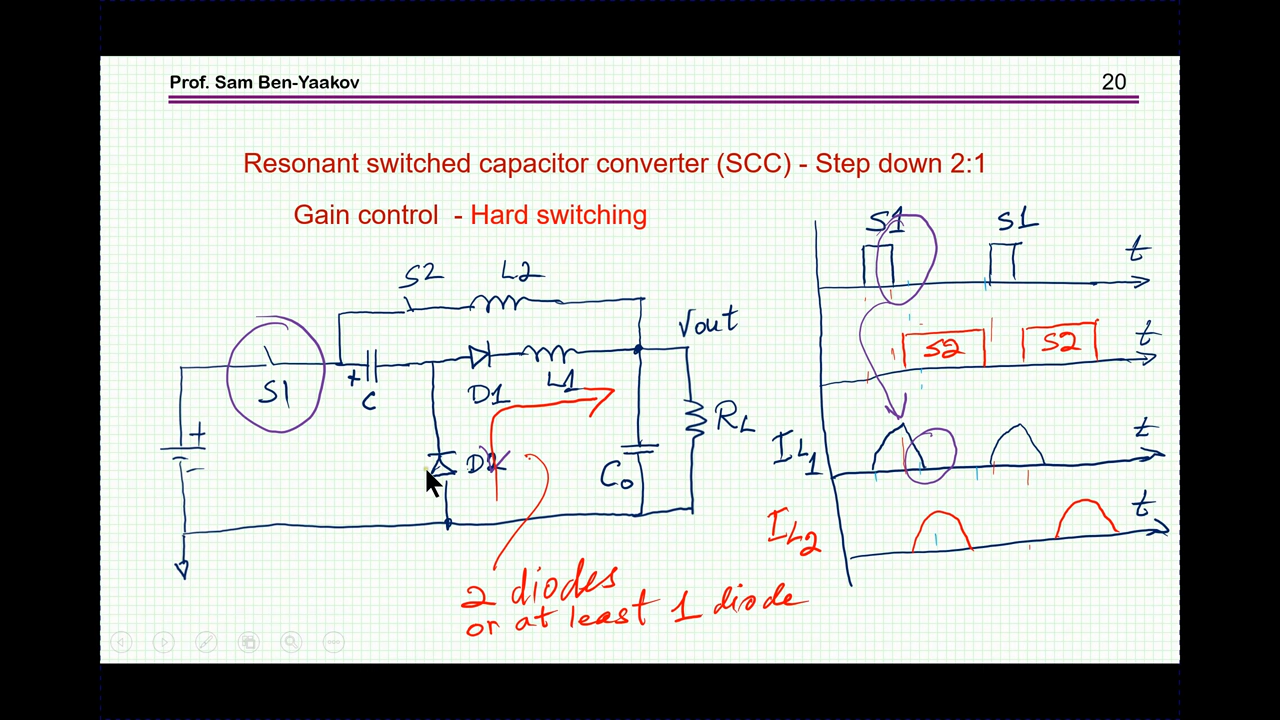 Prof. Sam Ben-Yaakov
20
Resonant switched capacitor converter (SCC) - Step down 2:1
Gain control - Hard switching
S1
S1
t
S2
L2
Vout
S2
S2
t
+
C
D1
L1
S1
RL
+
-
D2
Co
IL1
t
IL2
t
2 diodes
or at least 1 diode